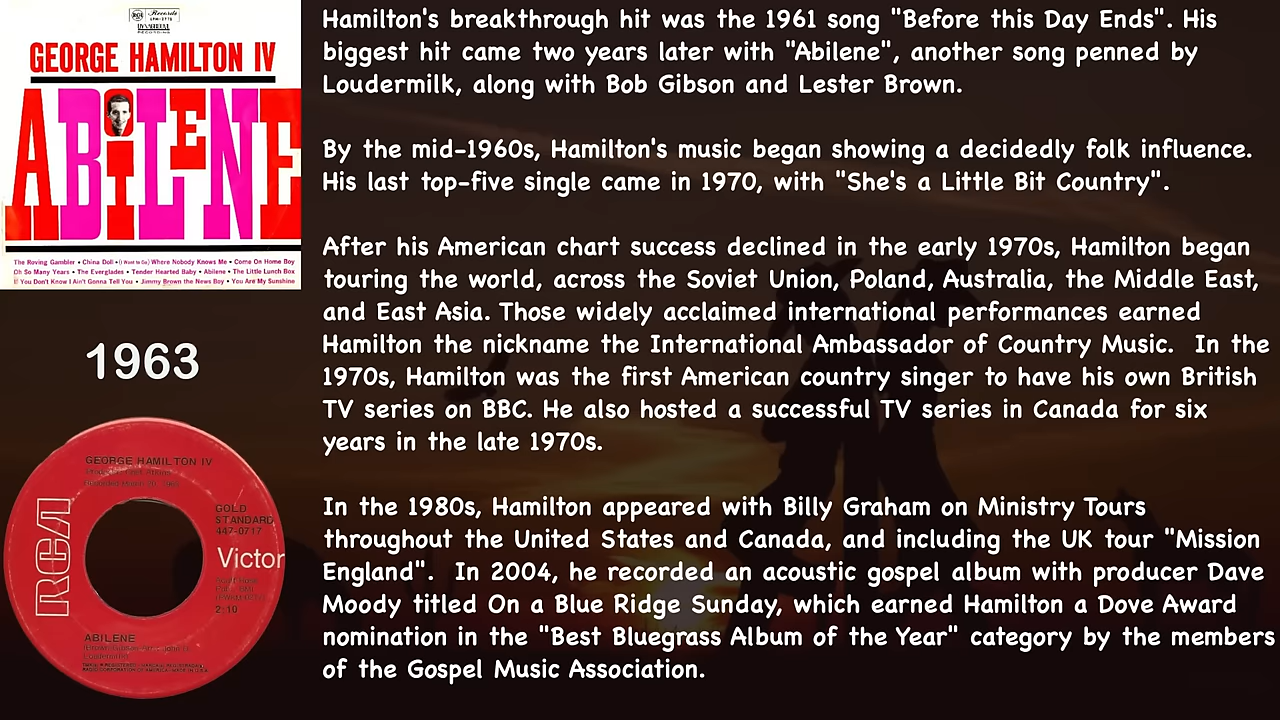 RCA Records
GEORGE HAMILTON IV
ABiLENE
The Roving Gambler • China Doll • (I Want to Go) Where Nobody Knows Me • Come On Home Boy
Oh So Many Years • The Everglades • Tender Hearted Baby • Abilene • The Little Lunch Box
If You Don't Know I Ain't Gonna Tell You • Jimmy Brown the News Boy • You Are My Sunshine
1963
GEORGE HAMILTON IV
GOLD
STANDARD
447-0717
RCA Victor
2:10
ABILENE
Hamilton's breakthrough hit was the 1961 song "Before this Day Ends". His
biggest hit came two years later with "Abilene", another song penned by
Loudermilk, along with Bob Gibson and Lester Brown.
By the mid-1960s, Hamilton's music began showing a decidedly folk influence.
His last top-five single came in 1970, with "She's a Little Bit Country".
After his American chart success declined in the early 1970s, Hamilton began
touring the world, across the Soviet Union, Poland, Australia, the Middle East,
and East Asia. Those widely acclaimed international performances earned
Hamilton the nickname the International Ambassador of Country Music.  In the
1970s, Hamilton was the first American country singer to have his own British
TV series on BBC. He also hosted a successful TV series in Canada for six
years in the late 1970s.
In the 1980s, Hamilton appeared with Billy Graham on Ministry Tours
throughout the United States and Canada, and including the UK tour "Mission
England".  In 2004, he recorded an acoustic gospel album with producer Dave
Moody titled On a Blue Ridge Sunday, which earned Hamilton a Dove Award
nomination in the "Best Bluegrass Album of the Year" category by the members
of the Gospel Music Association.